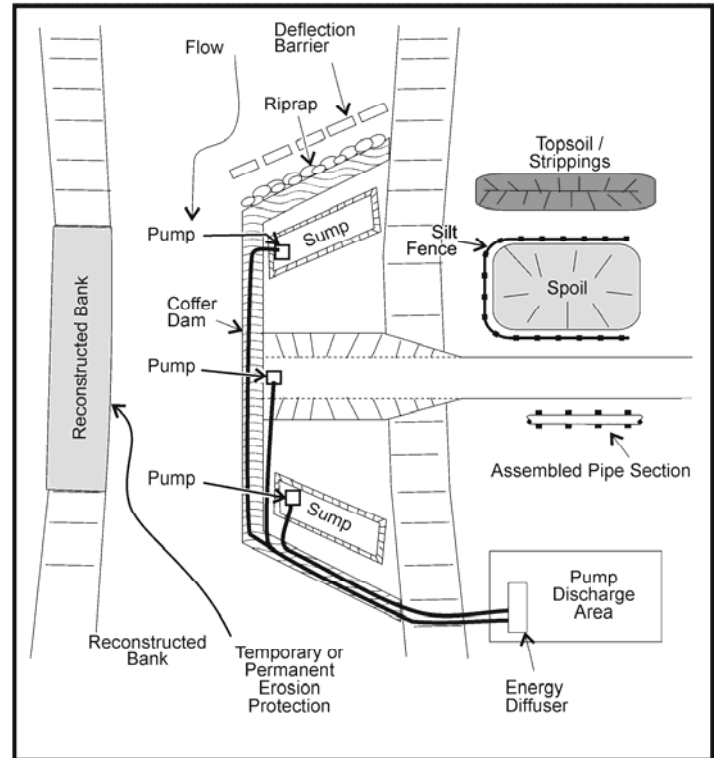 Deflection
Barrier
Flow
Riprap
Topsoil /
Strippings
Pump
Sump
Silt
Fence
Spoil
Coffer
Dam
Reconstructed Bank
Pump
Assembled Pipe Section
Pump
Sump
Pump
Discharge
Area
Reconstructed
Bank
Temporary or
Permanent
Erosion
Protection
Energy
Diffuser